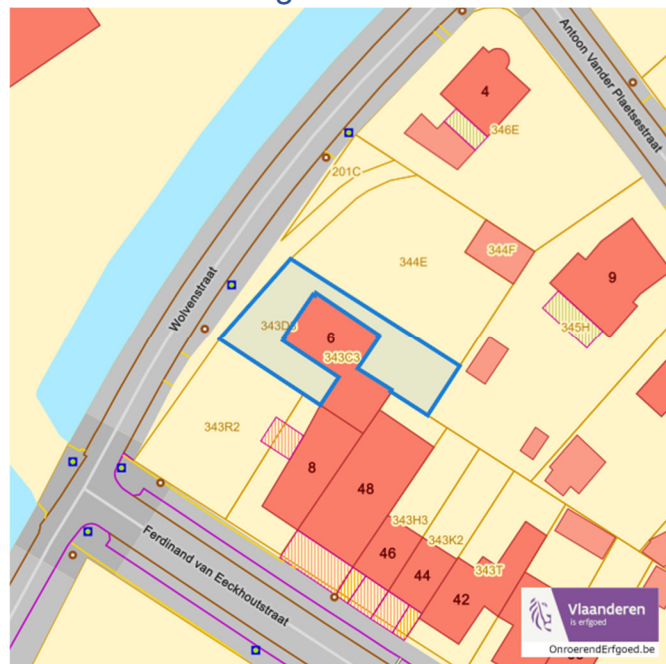 Antoon Vander Plaetsestraat
4
346E
201C
344E
344F
9
345H
Wolvenstraat
6
343C3
343R2
8
48
343H3
46
343K2
44
343T
42
Ferdinand van Eeckhoutstraat
Vlaanderen
is erfgoed
OnroerendErfgoed.be